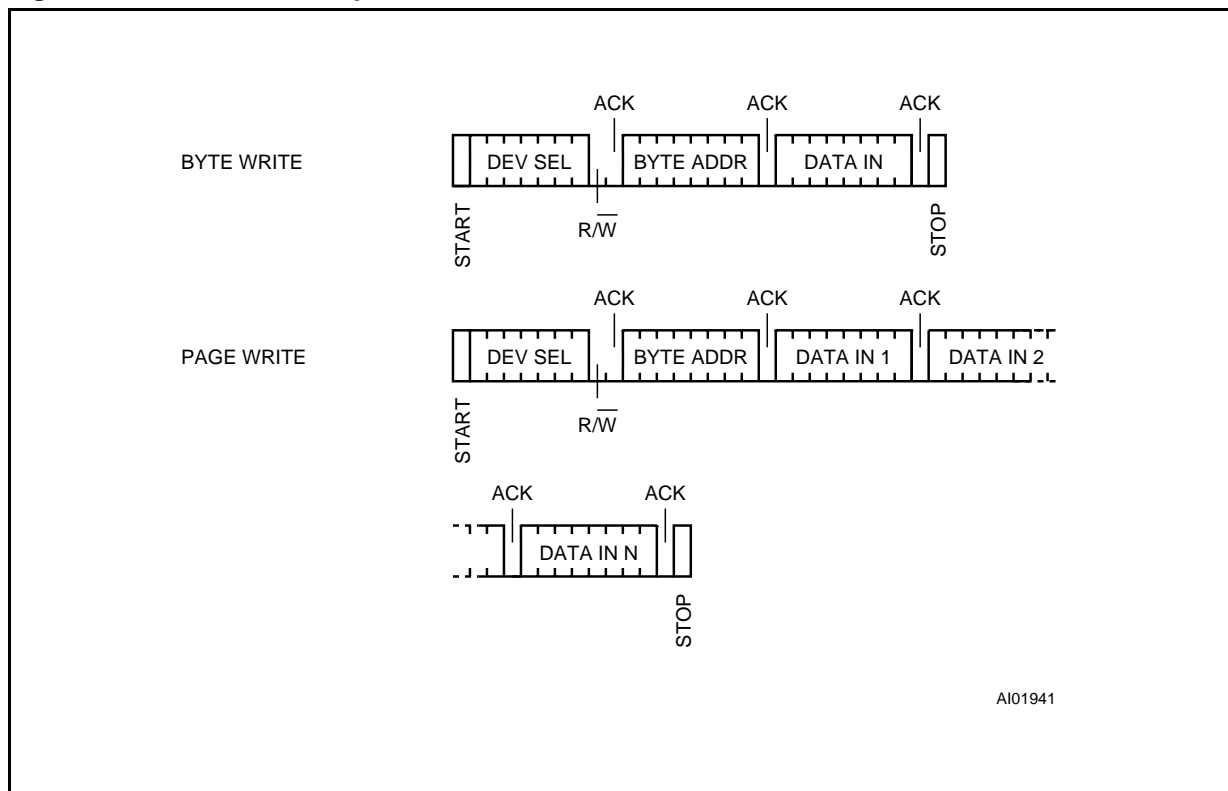 ACK ACK ACK
BYTE WRITE DEV SEL BYTE ADDR DATA IN
START R/W̅ STOP
ACK ACK ACK
PAGE WRITE DEV SEL BYTE ADDR DATA IN 1 DATA IN 2
START R/W̅
ACK ACK
DATA IN N
STOP
AI01941